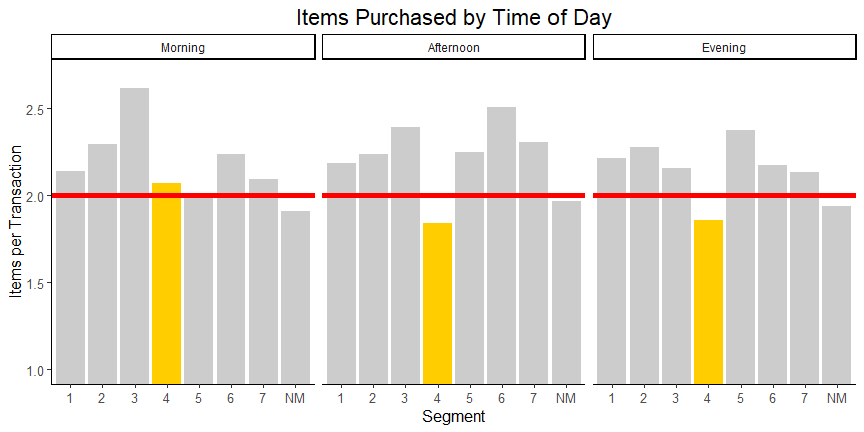 Items Purchased by Time of Day
Morning Afternoon Evening
Items per Transaction
2.5
2.0
1.5
1.0
1 2 3 4 5 6 7 NM 1 2 3 4 5 6 7 NM 1 2 3 4 5 6 7 NM
Segment